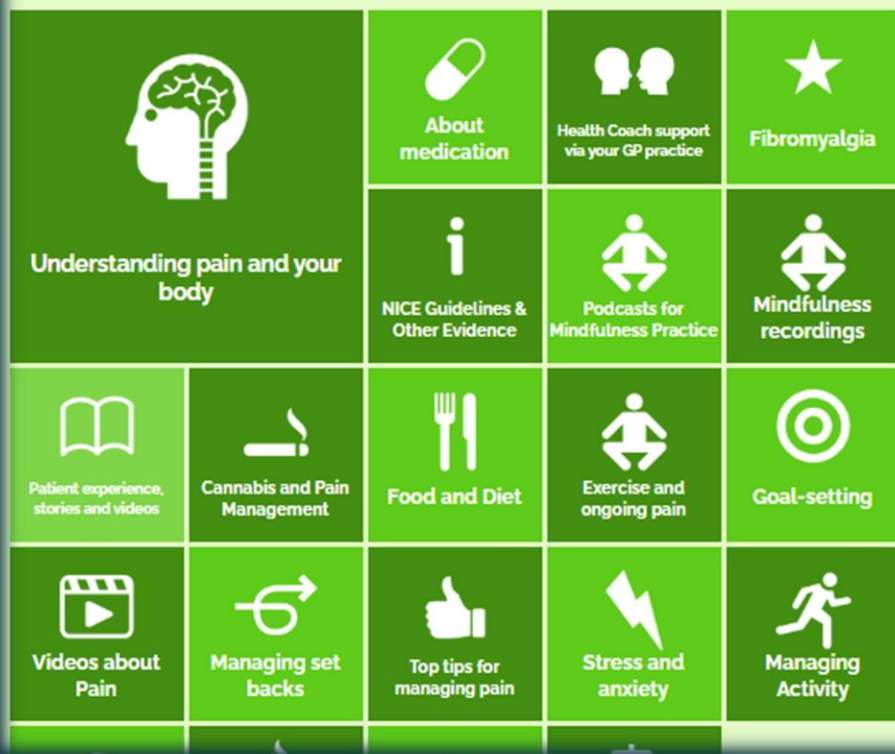 Understanding pain and your
body
About
medication
Health Coach support
via your GP practice
Fibromyalgia
NICE Guidelines &
Other Evidence
Podcasts for
Mindfulness Practice
Mindfulness
recordings
Patient experience,
stories and videos
Cannabis and Pain
Management
Food and Diet
Exercise and
ongoing pain
Goal-setting
Videos about
Pain
Managing set
backs
Top tips for
managing pain
Stress and
anxiety
Managing
Activity